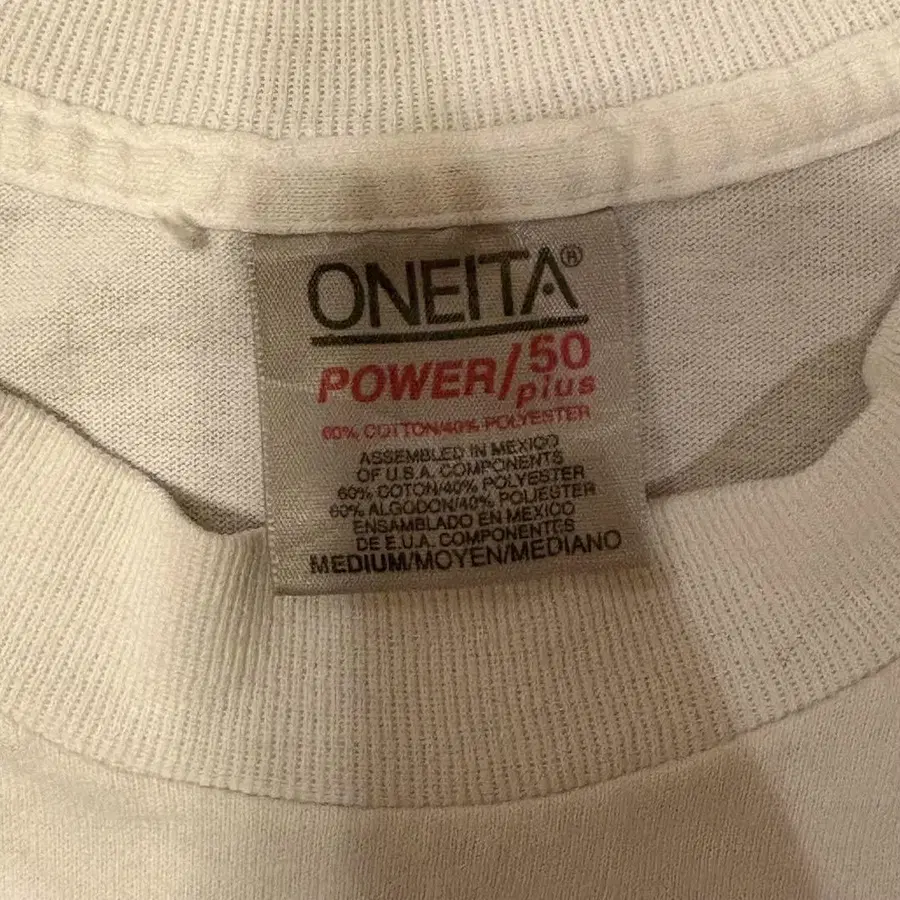 ONEITA®
POWER/50 plus
60% COTTON/40% POLYESTER
ASSEMBLED IN MEXICO
OF U.S.A. COMPONENTS
60% COTON/40% POLYESTER
60% ALGODON/40% POLIESTER
ENSAMBLADO EN MEXICO
DE E.U.A. COMPONENTES
MEDIUM/MOYEN/MEDIANO